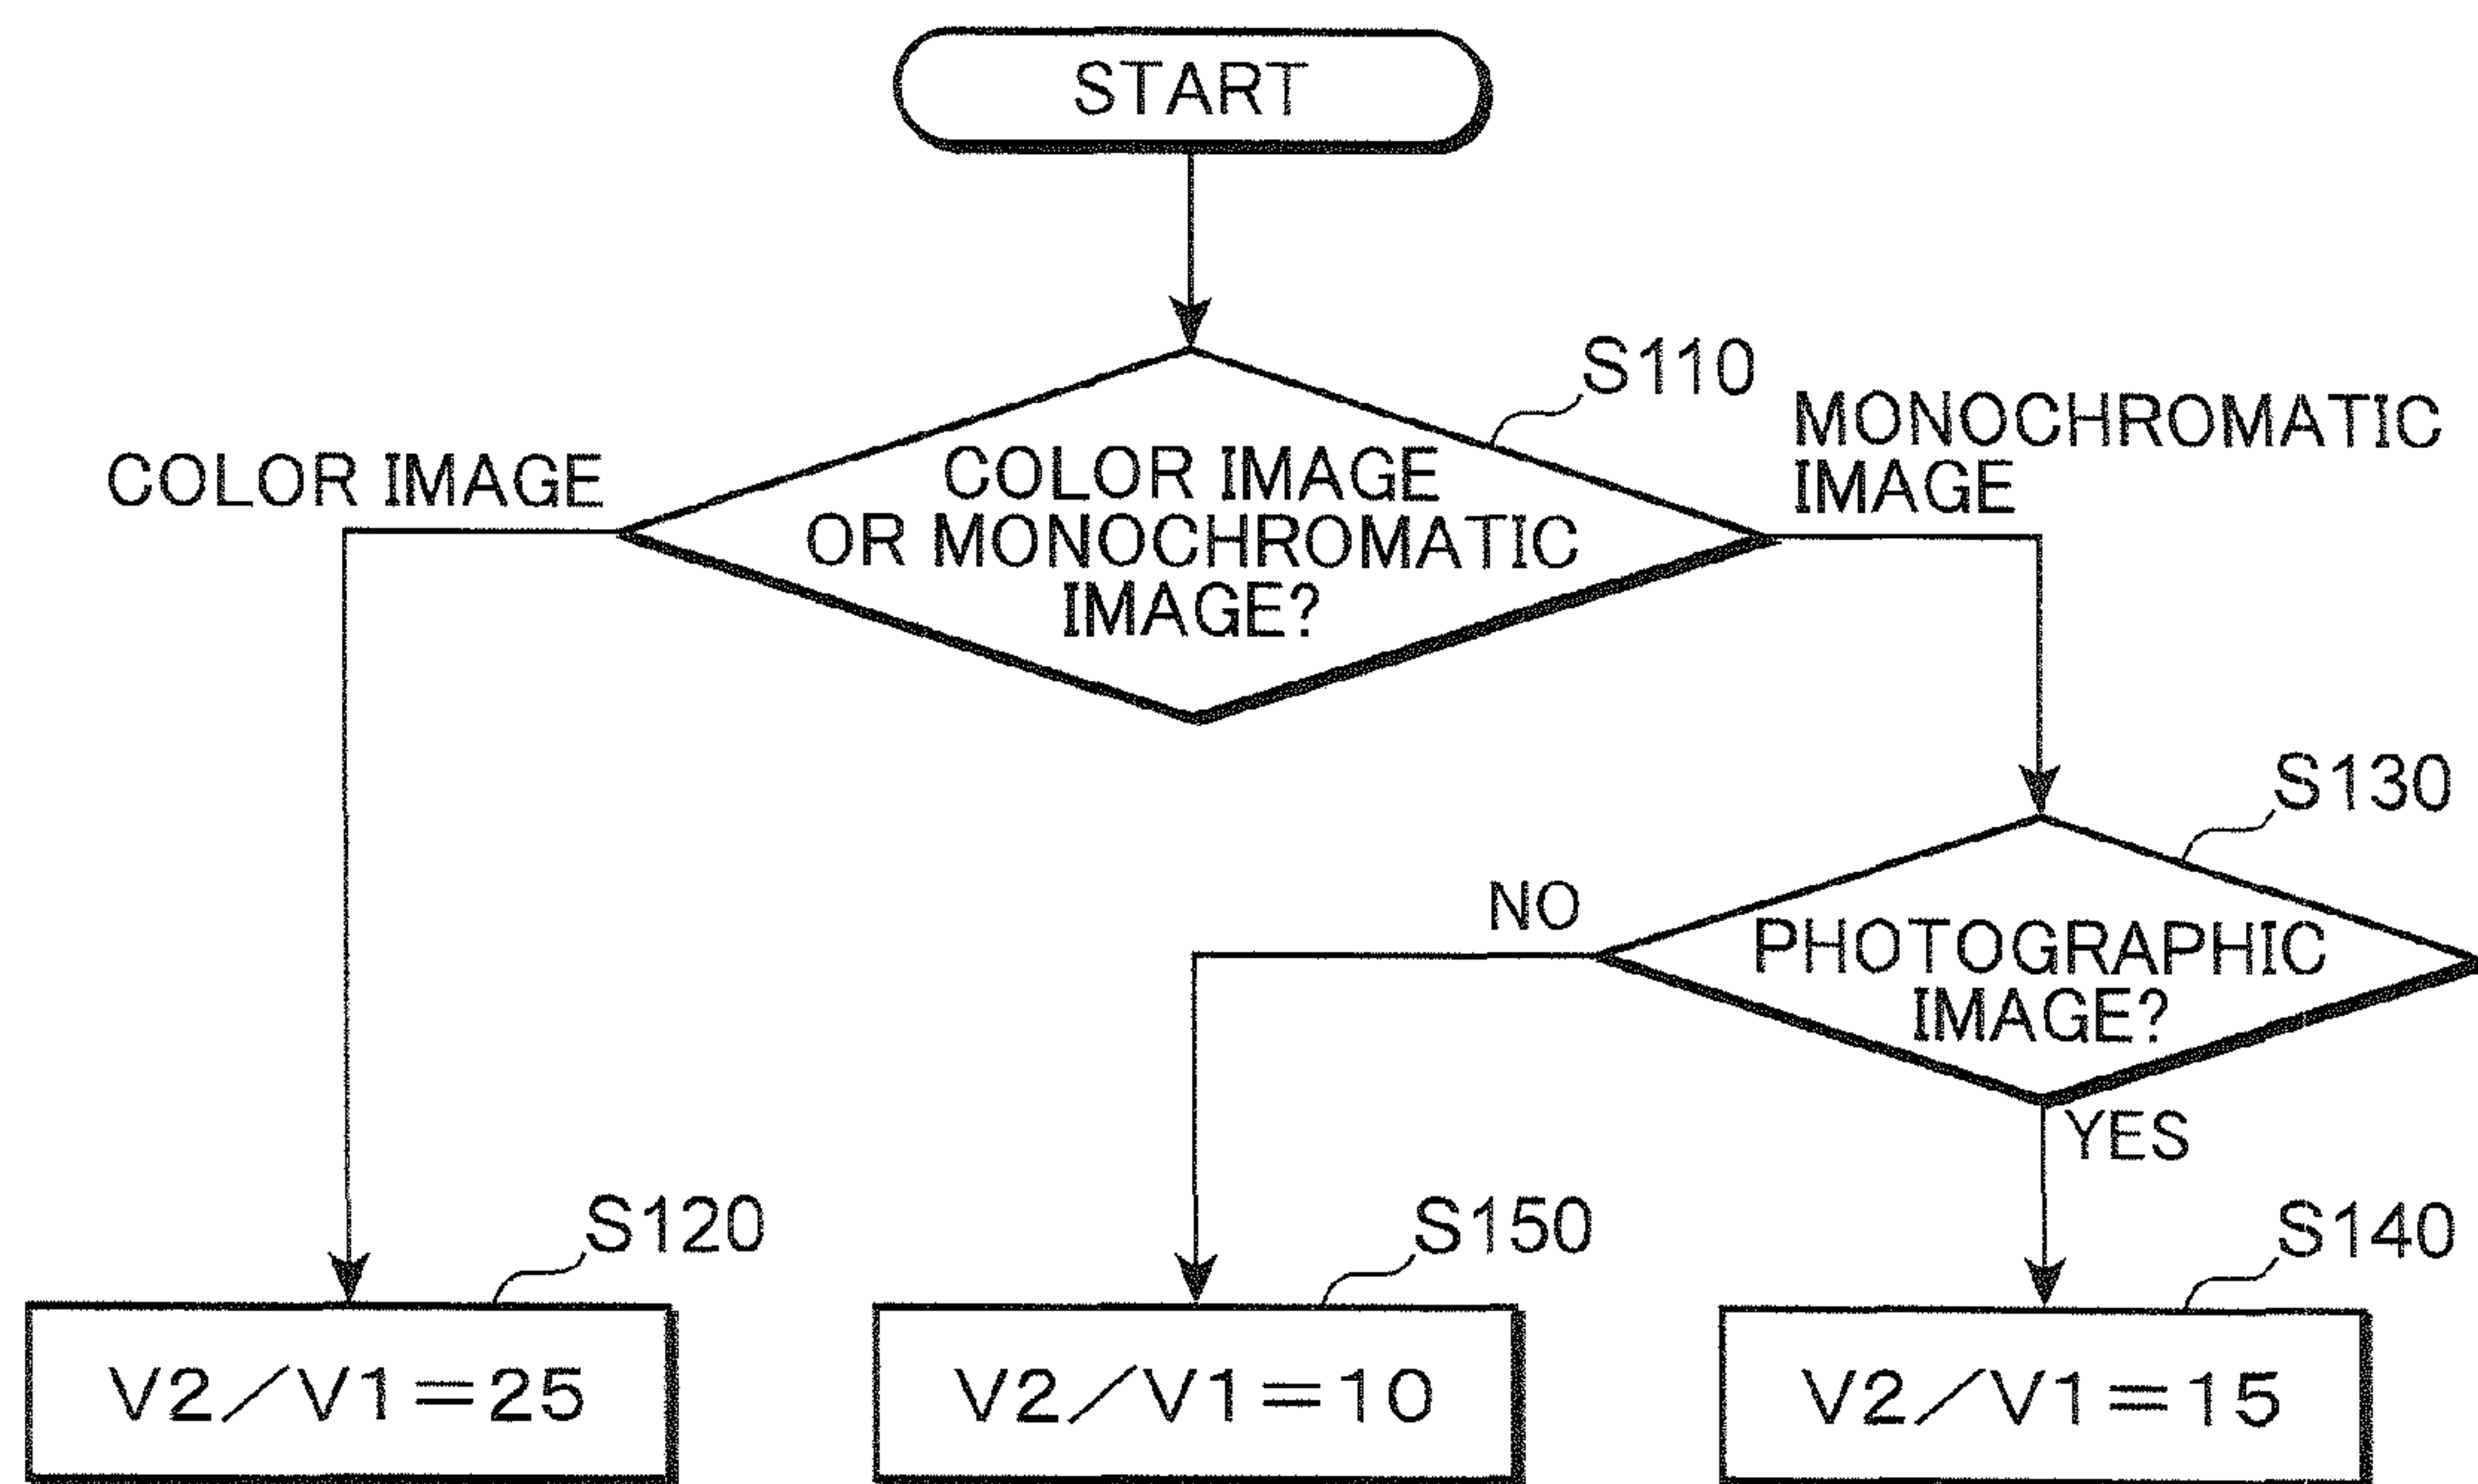 START
S110
COLOR IMAGE
MONOCHROMATIC
IMAGE
COLOR IMAGE
OR MONOCHROMATIC
IMAGE?
S130
NO
PHOTOGRAPHIC
IMAGE?
YES
S120
S150
S140
V2/V1=25
V2/V1=10
V2/V1=15